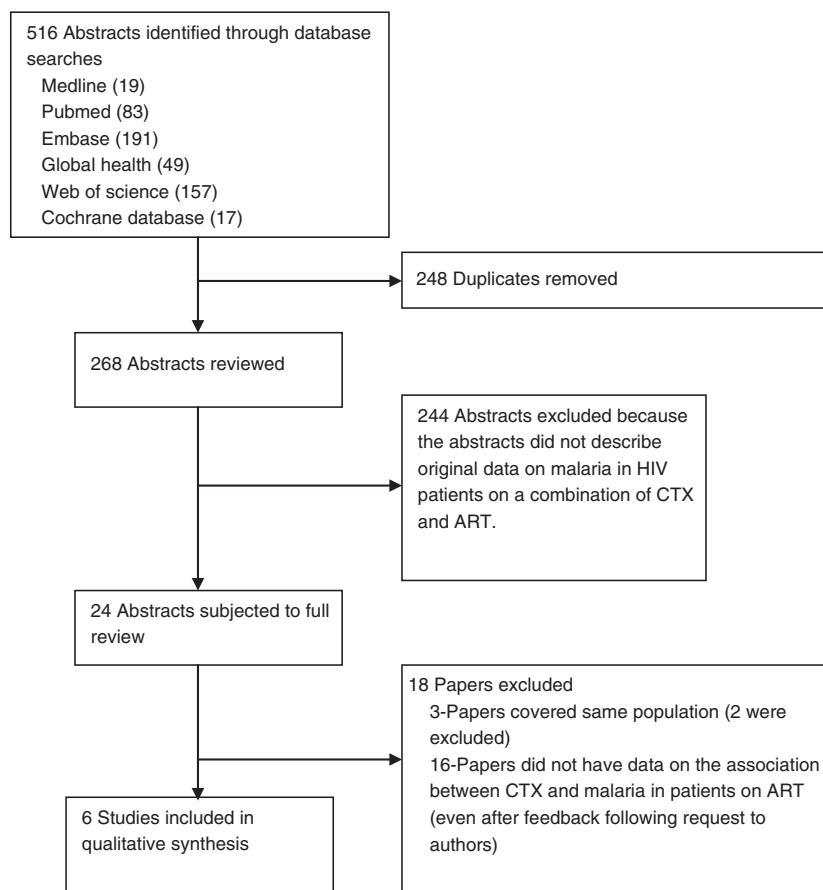 516 Abstracts identified through database
searches
Medline (19)
Pubmed (83)
Embase (191)
Global health (49)
Web of science (157)
Cochrane database (17)
248 Duplicates removed
268 Abstracts reviewed
244 Abstracts excluded because
the abstracts did not describe
original data on malaria in HIV
patients on a combination of CTX
and ART.
24 Abstracts subjected to full
review
18 Papers excluded
3-Papers covered same population (2 were
excluded)
16-Papers did not have data on the association
between CTX and malaria in patients on ART
(even after feedback following request to
authors)
6 Studies included in
qualitative synthesis